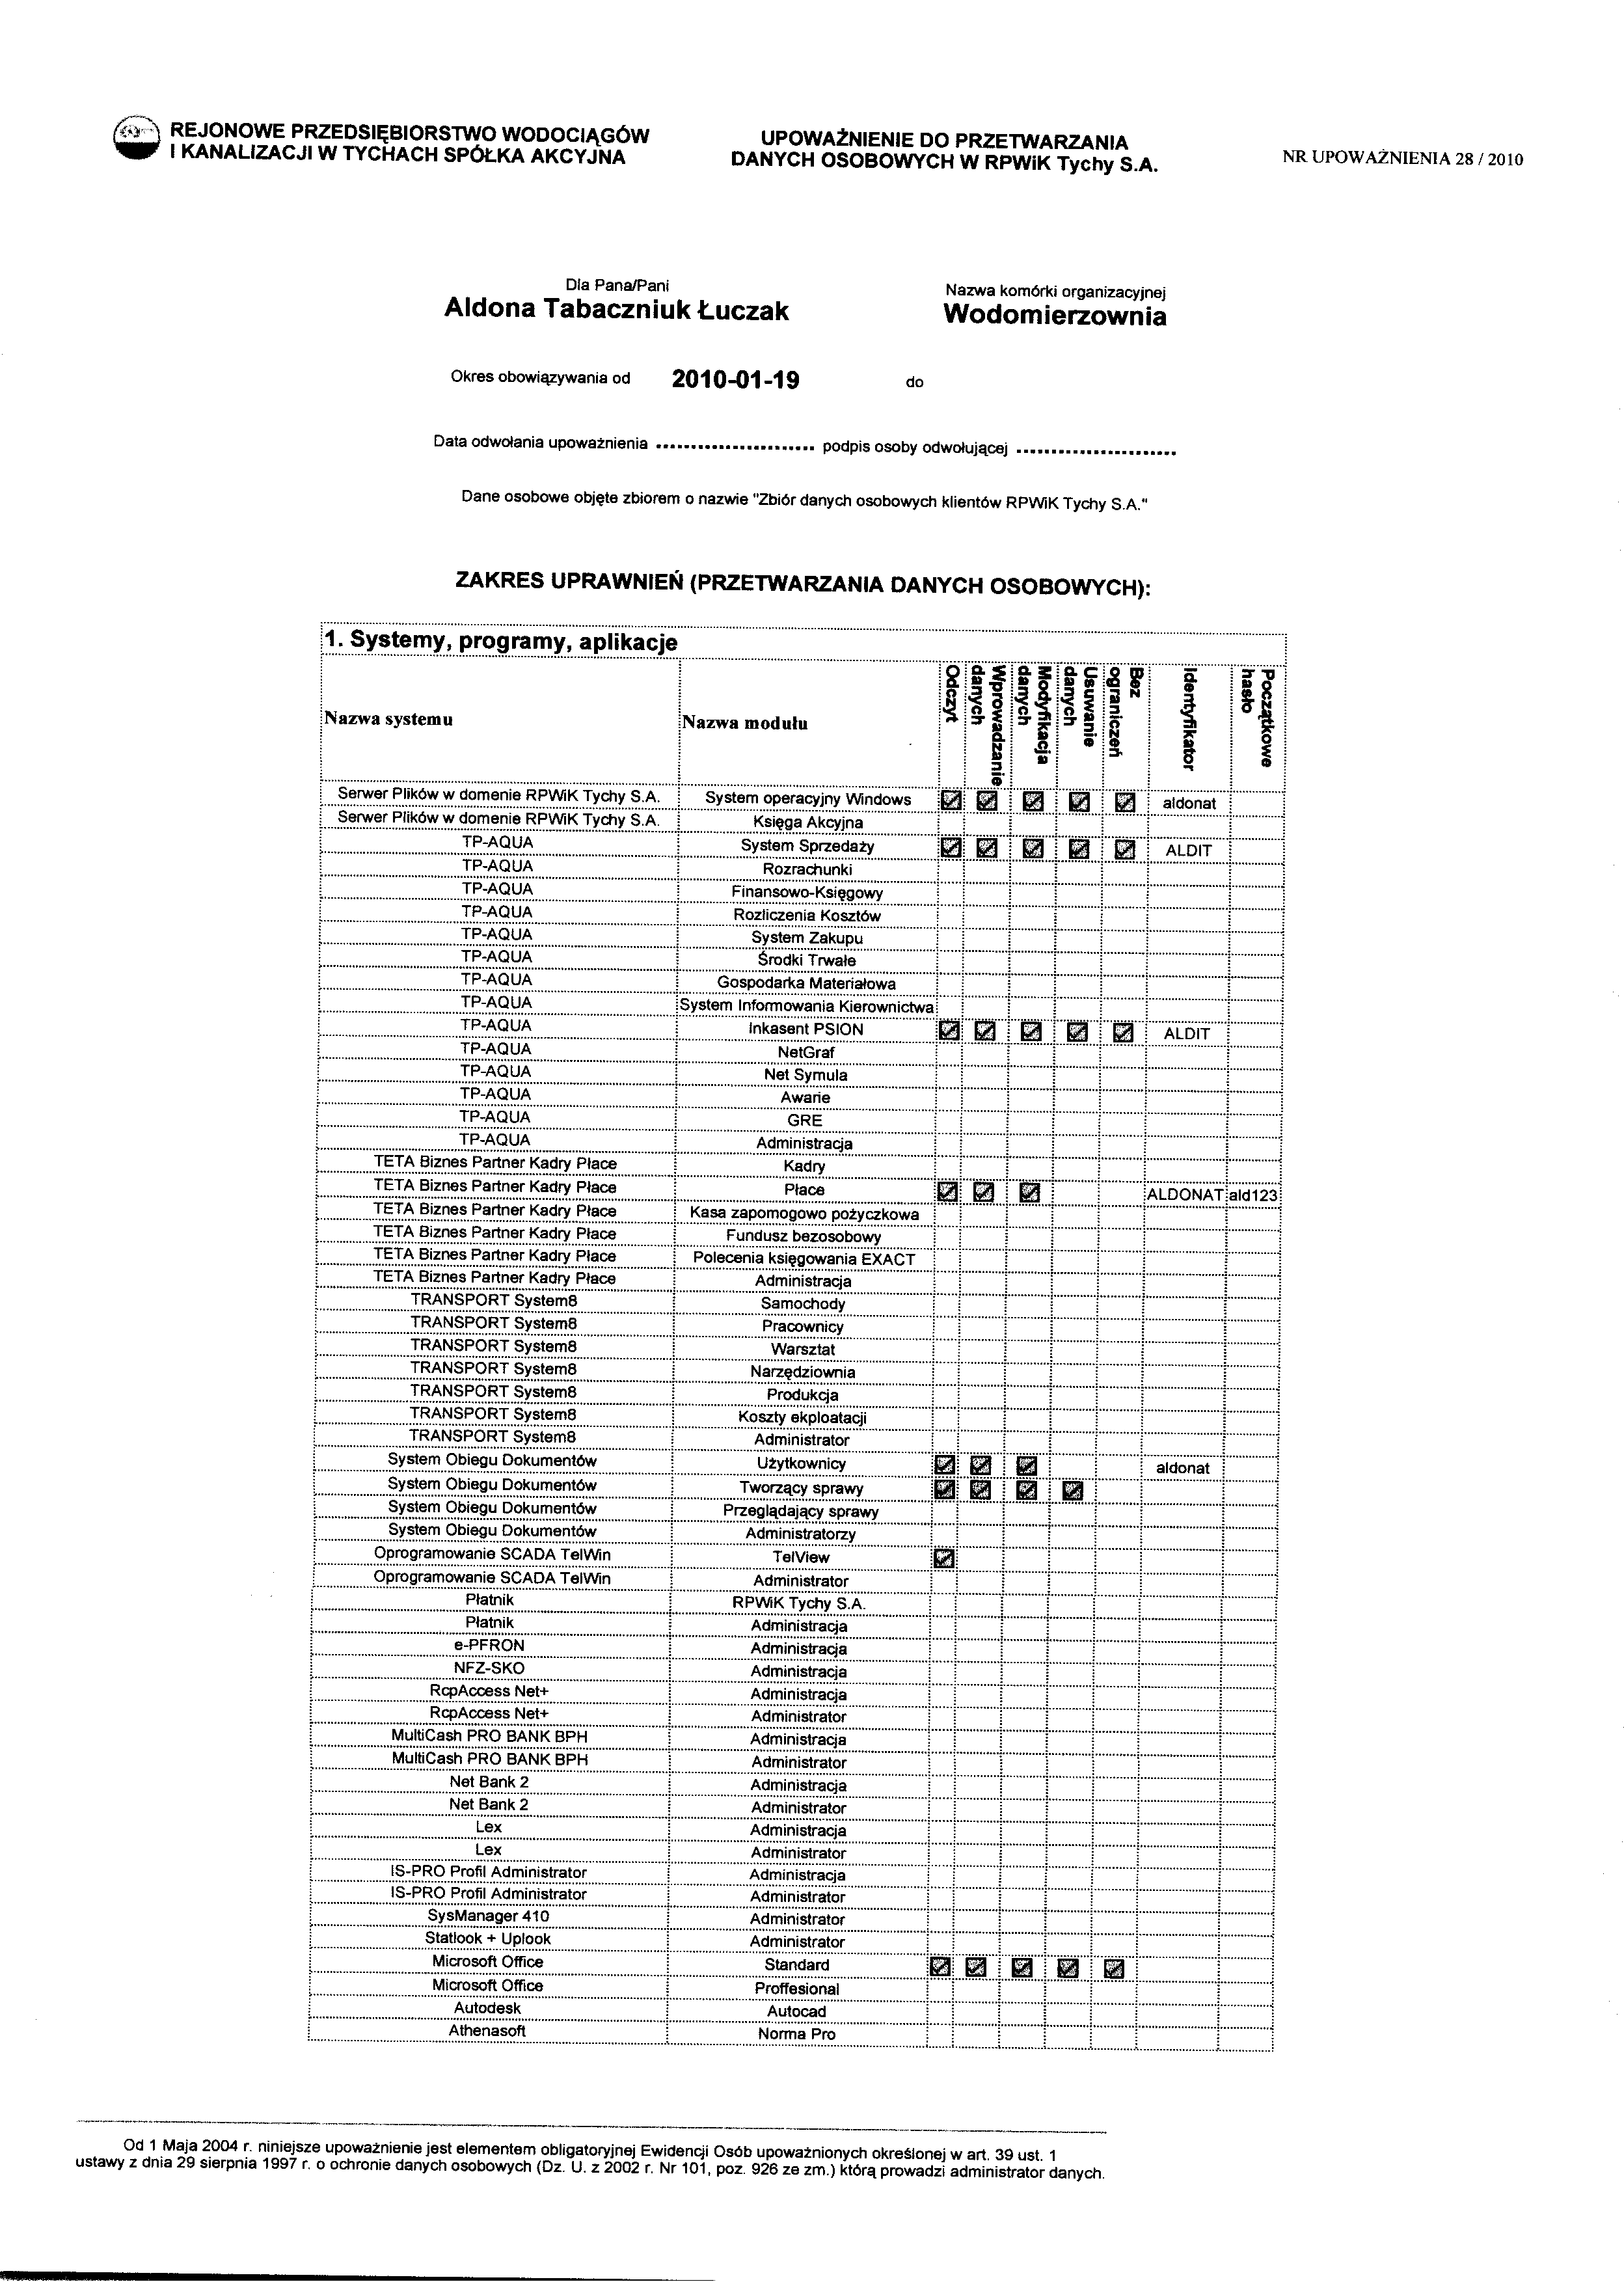 REJONOWE PRZEDSIĘBIORSTWO WODOCIĄGÓW
I KANALIZACJI W TYCHACH SPÓŁKA AKCYJNA
UPOWAŻNIENIE DO PRZETWARZANIA
DANYCH OSOBOWYCH W RPWiK Tychy S.A.
NR UPOWAŻNIENIA 28 / 2010
Dla Pana/Pani
Aldona Tabaczniuk Łuczak
Nazwa komórki organizacyjnej
Wodomierzownia
Okres obowiązywania od 2010-01-19 do
Data odwołania upoważnienia ....................... podpis osoby odwołującej .......................
Dane osobowe objęte zbiorem o nazwie "Zbiór danych osobowych klientów RPWiK Tychy S.A."
ZAKRES UPRAWNIEŃ (PRZETWARZANIA DANYCH OSOBOWYCH):
1. Systemy, programy, aplikacje
Nazwa systemu Nazwa modułu Odczyt Wprowadzanie danych Modyfikacja danych Usuwanie danych Bez ograniczeń Identyfikator Początkowe hasło
Serwer Plików w domenie RPWiK Tychy S.A. System operacyjny Windows aldonat
Serwer Plików w domenie RPWiK Tychy S.A. Księga Akcyjna
TP-AQUA System Sprzedaży ALDIT
TP-AQUA Rozrachunki
TP-AQUA Finansowo-Księgowy
TP-AQUA Rozliczenia Kosztów
TP-AQUA System Zakupu
TP-AQUA Środki Trwałe
TP-AQUA Gospodarka Materiałowa
TP-AQUA System Informowania Kierownictwa
TP-AQUA Inkasent PSION ALDIT
TP-AQUA NetGraf
TP-AQUA Net Symula
TP-AQUA Awarie
TP-AQUA GRE
TP-AQUA Administracja
TETA Biznes Partner Kadry Płace Kadry
TETA Biznes Partner Kadry Płace Płace ALDONAT ald123
TETA Biznes Partner Kadry Płace Kasa zapomogowo pożyczkowa
TETA Biznes Partner Kadry Płace Fundusz bezosobowy
TETA Biznes Partner Kadry Płace Polecenia księgowania EXACT
TETA Biznes Partner Kadry Płace Administracja
TRANSPORT System8 Samochody
TRANSPORT System8 Pracownicy
TRANSPORT System8 Warsztat
TRANSPORT System8 Narzędziownia
TRANSPORT System8 Produkcja
TRANSPORT System8 Koszty ekploatacji
TRANSPORT System8 Administrator
System Obiegu Dokumentów Użytkownicy aldonat
System Obiegu Dokumentów Tworzący sprawy
System Obiegu Dokumentów Przeglądający sprawy
System Obiegu Dokumentów Administratorzy
Oprogramowanie SCADA TelWin TelView
Oprogramowanie SCADA TelWin Administrator
Płatnik RPWiK Tychy S.A.
Płatnik Administracja
e-PFRON Administracja
NFZ-SKO Administracja
RcpAccess Net+ Administracja
RcpAccess Net+ Administrator
MultiCash PRO BANK BPH Administracja
MultiCash PRO BANK BPH Administrator
Net Bank 2 Administracja
Net Bank 2 Administrator
Lex Administracja
Lex Administrator
IS-PRO Profil Administrator Administracja
IS-PRO Profil Administrator Administrator
SysManager 410 Administrator
Statlook + Uplook Administrator
Microsoft Office Standard
Microsoft Office Proffesional
Autodesk Autocad
Athenasoft Norma Pro
Od 1 Maja 2004 r. niniejsze upoważnienie jest elementem obligatoryjnej Ewidencji Osób upoważnionych określonej w art. 39 ust. 1
ustawy z dnia 29 sierpnia 1997 r. o ochronie danych osobowych (Dz. U. z 2002 r. Nr 101, poz. 926 ze zm.) którą prowadzi administrator danych.